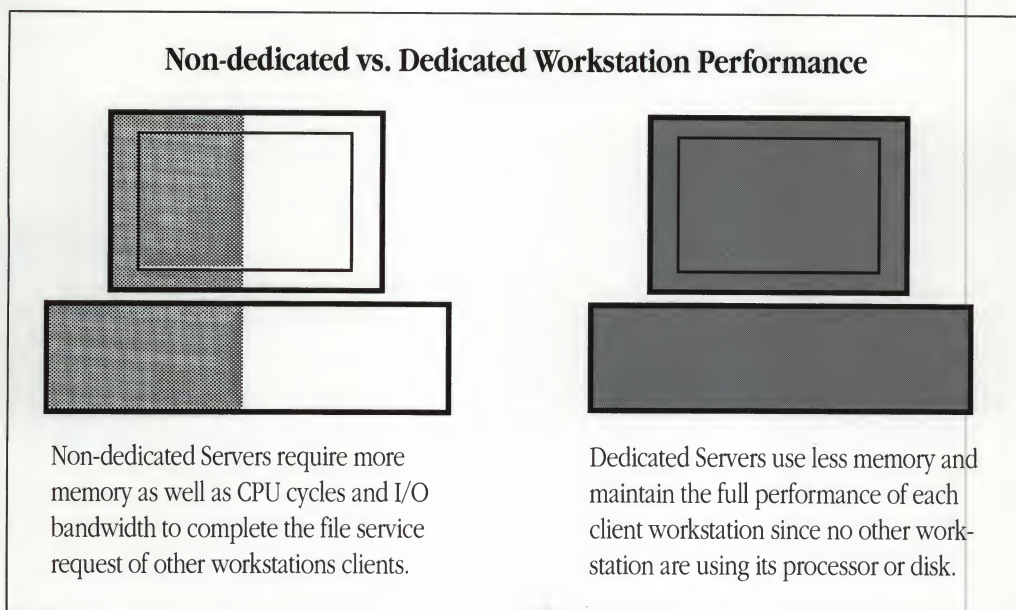 Non-dedicated vs. Dedicated Workstation Performance
Non-dedicated Servers require more
memory as well as CPU cycles and I/O
bandwidth to complete the file service
request of other workstations clients.
Dedicated Servers use less memory and
maintain the full performance of each
client workstation since no other work-
station are using its processor or disk.